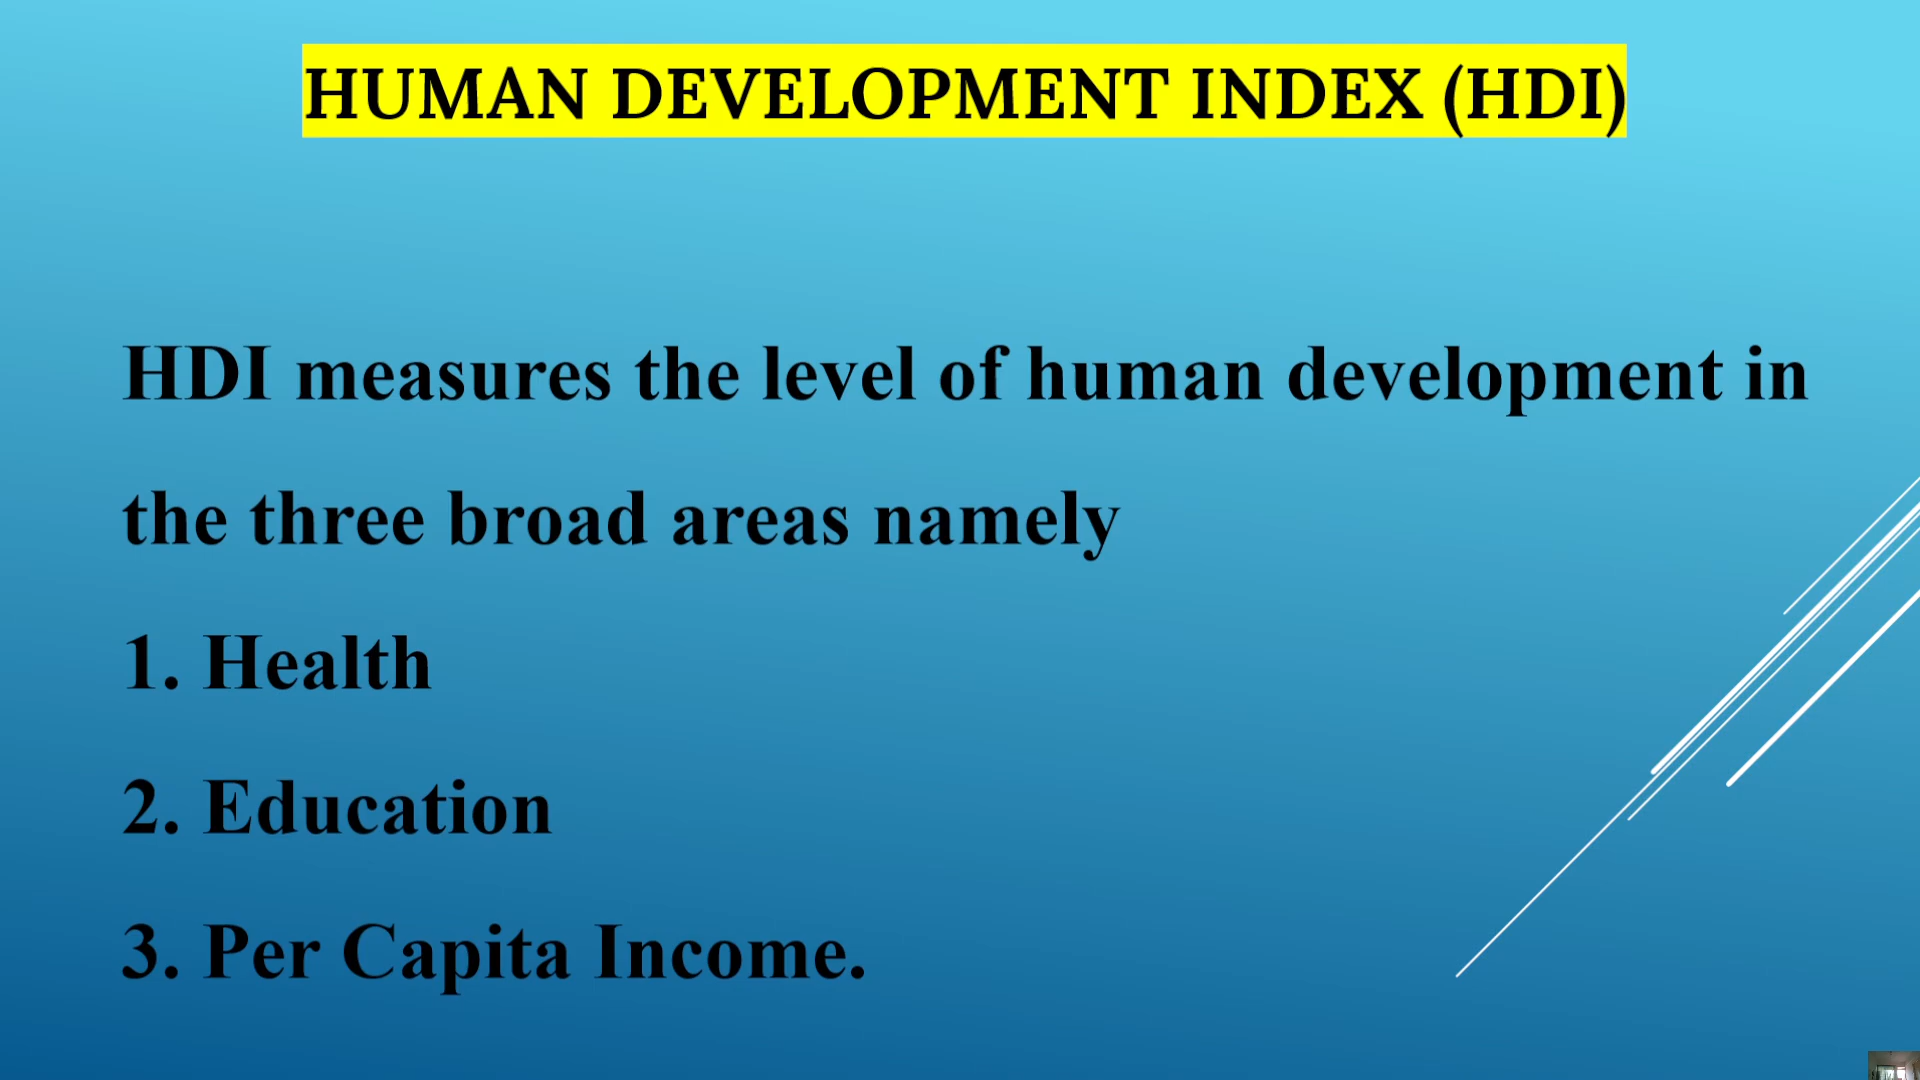 HUMAN DEVELOPMENT INDEX (HDI)
HDI measures the level of human development in
the three broad areas namely
1. Health
2. Education
3. Per Capita Income.